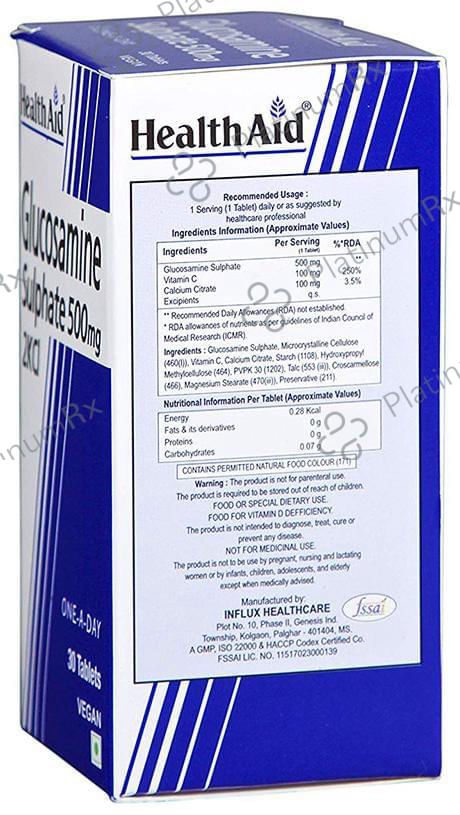 Glucosamine
Sulphate 500mg
ONE-A-DAY
30 Tablets
VEGAN
HealthAid®
Glucosamine
Sulphate 500mg
2KCl
ONE-A-DAY
30 Tablets
VEGAN
HealthAid®
Recommended Usage :
1 Serving (1 Tablet) daily or as suggested by
healthcare professional
Ingredients Information (Approximate Values)
Ingredients Per Serving (1 Tablet) %*RDA
Glucosamine Sulphate 500 mg **
Vitamin C 100 mg 250%
Calcium Citrate 100 mg 3.5%
Excipients q.s.
** Recommended Daily Allowances (RDA) not established.
* RDA allowances of nutrients as per guidelines of Indian Council of
Medical Research (ICMR).
Ingredients : Glucosamine Sulphate, Microcrystalline Cellulose
(460(i)), Vitamin C, Calcium Citrate, Starch (1108), Hydroxypropyl
Methylcellulose (464), PVPK 30 (1202), Talc (553 (iii)), Croscarmellose
(466), Magnesium Stearate (470(iii)), Preservative (211).
Nutritional Information Per Tablet (Approximate Values)
Energy 0.28 Kcal
Fats & its derivatives 0 g
Proteins 0 g
Carbohydrates 0.07 g
CONTAINS PERMITTED NATURAL FOOD COLOUR (171)
Warning : The product is not for parenteral use.
The product is required to be stored out of reach of children.
FOOD OR SPECIAL DIETARY USE.
FOOD FOR VITAMIN D DEFFICIENCY.
The product is not intended to diagnose, treat, cure or
prevent any disease.
NOT FOR MEDICINAL USE.
The product is not to be use by pregnant, nursing and lactating
women or by infants, children, adolescents, and elderly
except when medically advised.
Manufactured by:
INFLUX HEALTHCARE
Plot No. 10, Phase II, Genesis Ind.
Township, Kolgaon, Palghar - 401404, MS.
A GMP, ISO 22000 & HACCP Codex Certified Co.
FSSAI LIC. NO. 11517023000139
fssai
PlatinumRx
PlatinumRx
PlatinumRx
PlatinumRx